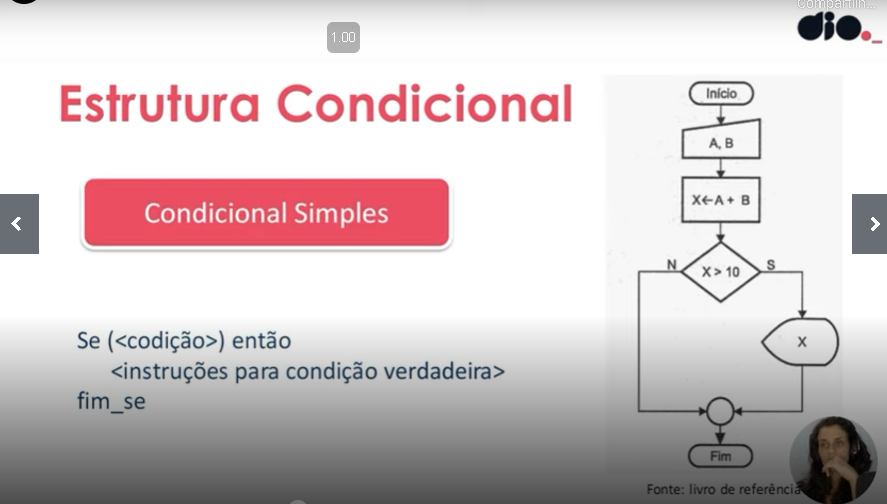 Compartilh...
dio._
1.00
Estrutura Condicional
Condicional Simples
Se (<codição>) então
<instruções para condição verdadeira>
fim_se
Início
A, B
X←A + B
N
X > 10
S
X
Fim
Fonte: livro de referência